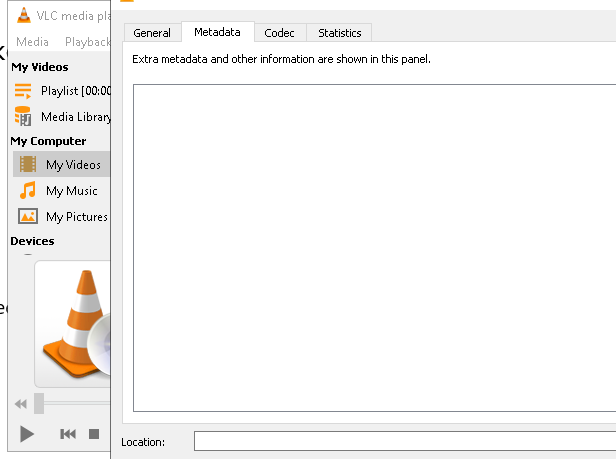 VLC media pla
Media Playback
My Videos
Playlist [00:00
Media Library
My Computer
My Videos
My Music
My Pictures
Devices
General Metadata Codec Statistics
Extra metadata and other information are shown in this panel.
Location: